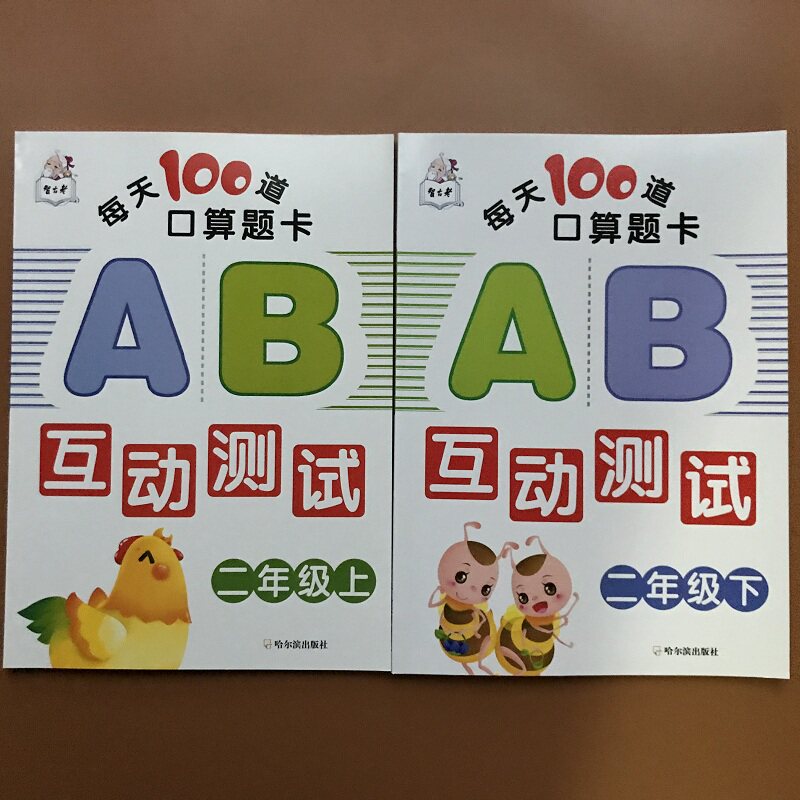 智古老
每天100道
口算题卡
AB
互动测试
二年级上
哈尔滨出版社
智古老
每天100道
口算题卡
AB
互动测试
二年级下
哈尔滨出版社